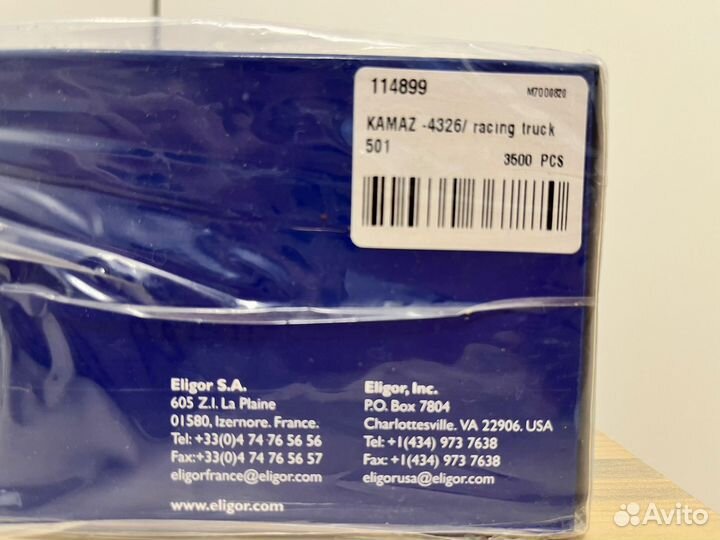 114899 M7000820
KAMAZ -4326/ racing truck
501 3500 PCS
Eligor S.A.
605 Z.I. La Plaine
01580, Izernore. France.
Tel: +33(0)4 74 76 56 56
Fax:+33(0)4 74 76 56 57
eligorfrance@eligor.com
www.eligor.com
Eligor, Inc.
P.O. Box 7804
Charlottesville. VA 22906. USA
Tel: +1(434) 973 7638
Fax: +1(434) 973 7638
eligorusa@eligor.com
Avito